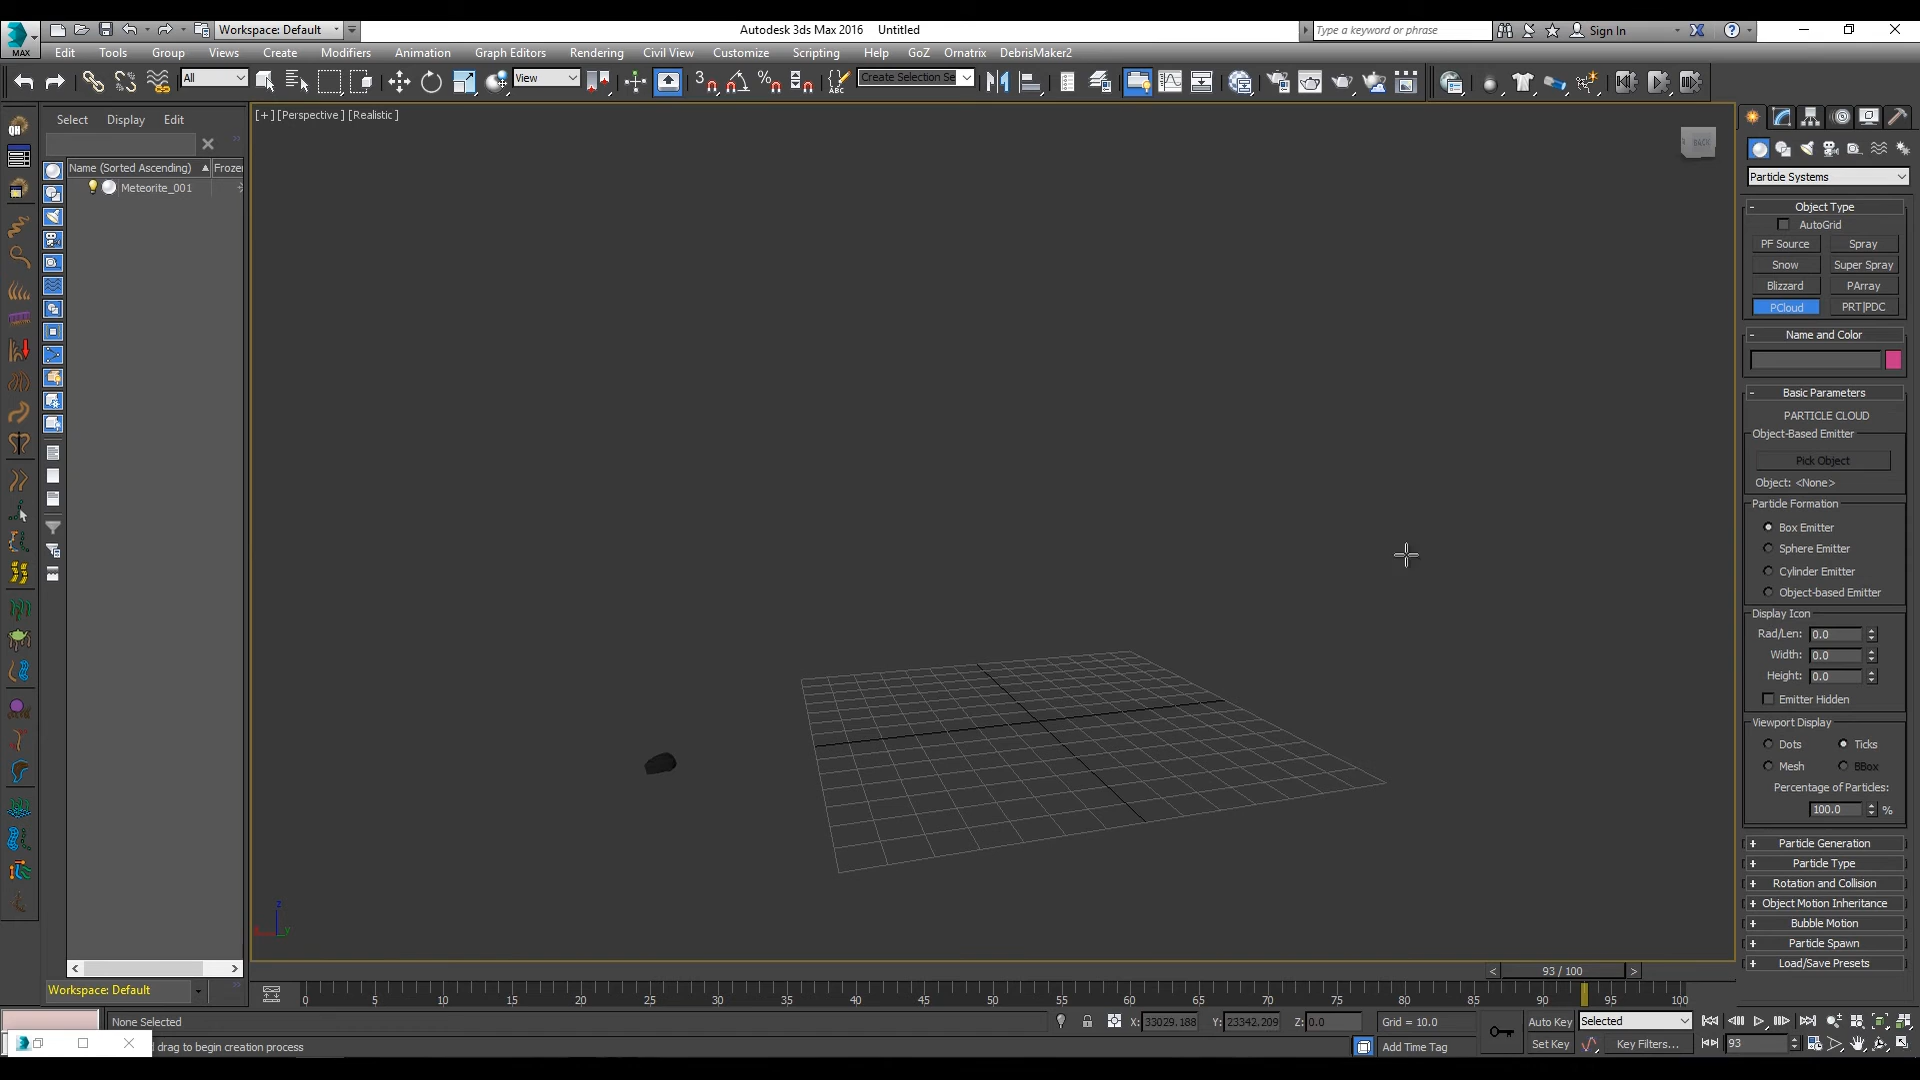 Workspace: Default
Autodesk 3ds Max 2016 Untitled
Type a keyword or phrase
Sign In
MAX
Edit Tools Group Views Create Modifiers Animation Graph Editors Rendering Civil View Customize Scripting Help GoZ Ornatrix DebrisMaker2
All
View
Create Selection Se
Select Display Edit
[+] [Perspective ] [Realistic ]
BACK
Name (Sorted Ascending)
Frozen
Meteorite_001
Particle Systems
Object Type
AutoGrid
PF Source Spray
Snow Super Spray
Blizzard PArray
PCloud PRT|PDC
Name and Color
Basic Parameters
PARTICLE CLOUD
Object-Based Emitter
Pick Object
Object: <None>
Particle Formation
Box Emitter
Sphere Emitter
Cylinder Emitter
Object-based Emitter
Display Icon
Rad/Len: 0.0
Width: 0.0
Height: 0.0
Emitter Hidden
Viewport Display
Dots Ticks
Mesh BBox
Percentage of Particles:
100.0 %
+ Particle Generation
+ Particle Type
+ Rotation and Collision
+ Object Motion Inheritance
+ Bubble Motion
+ Particle Spawn
+ Load/Save Presets
z
x
y
< 93 / 100 >
Workspace: Default
0 5 10 15 20 25 30 35 40 45 50 55 60 65 70 75 80 85 90 95 100
None Selected
X: 33029.188 Y: 23342.209 Z: 0.0
Grid = 10.0
Auto Key Selected
drag to begin creation process
Add Time Tag
Set Key Key Filters...
93